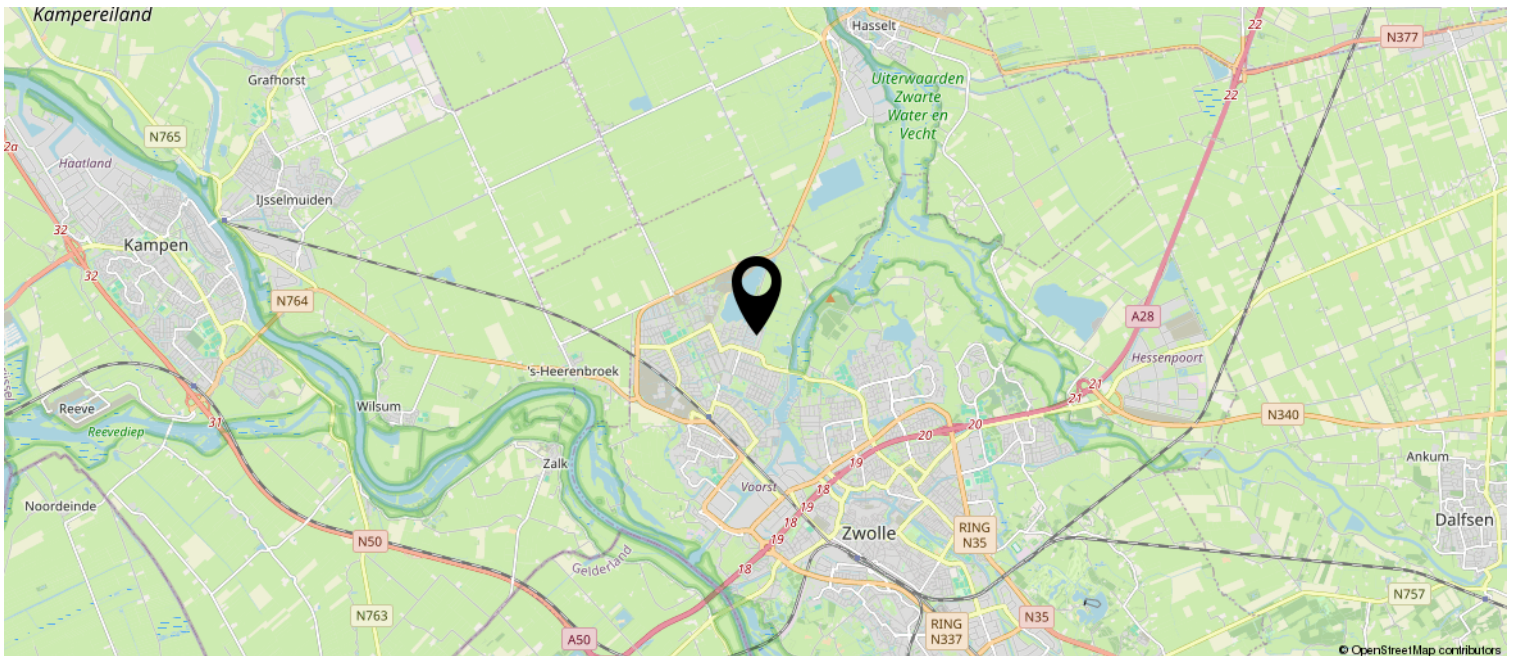 Kampereiland
Hasselt
22
N377
Grafhorst
Uiterwaarden
Zwarte
Water en
Vecht
22
N765
2a
Haatland
IJsselmuiden
32
Kampen
32
N764
A28
Hessenpoort
's-Heerenbroek
21
21
Reeve
Wilsum
N340
31
Reevediep
20
20
Ankum
Zalk
19
Voorst
18
Noordeinde
19
18
Zwolle
RING
N35
Dalfsen
N50
19
18
Gelderland
N757
N763
N35
RING
N337
A50
© OpenStreetMap contributors